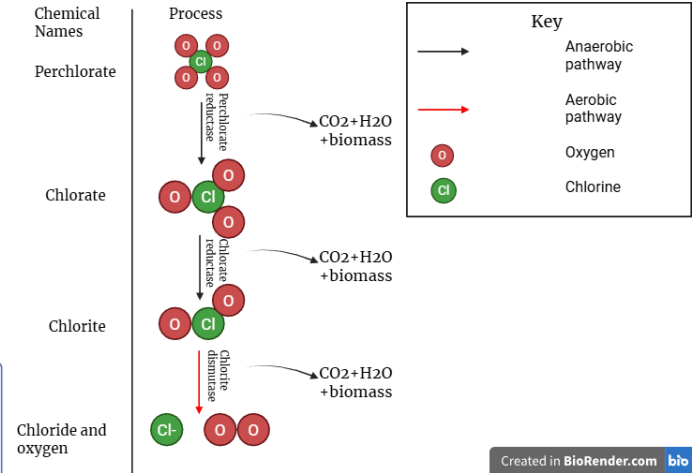 Chemical
Names
Process
Perchlorate
O
O
Cl
O
O
Perchlorate
reductase
CO2+H2O
+biomass
Chlorate
O
Cl
O
O
Chlorate
reductase
CO2+H2O
+biomass
Chlorite
O
Cl
O
Chlorite
dismutase
CO2+H2O
+biomass
Chloride and
oxygen
Cl-
O
O
Key
Anaerobic
pathway
Aerobic
pathway
O
Oxygen
Cl
Chlorine
Created in BioRender.com bio